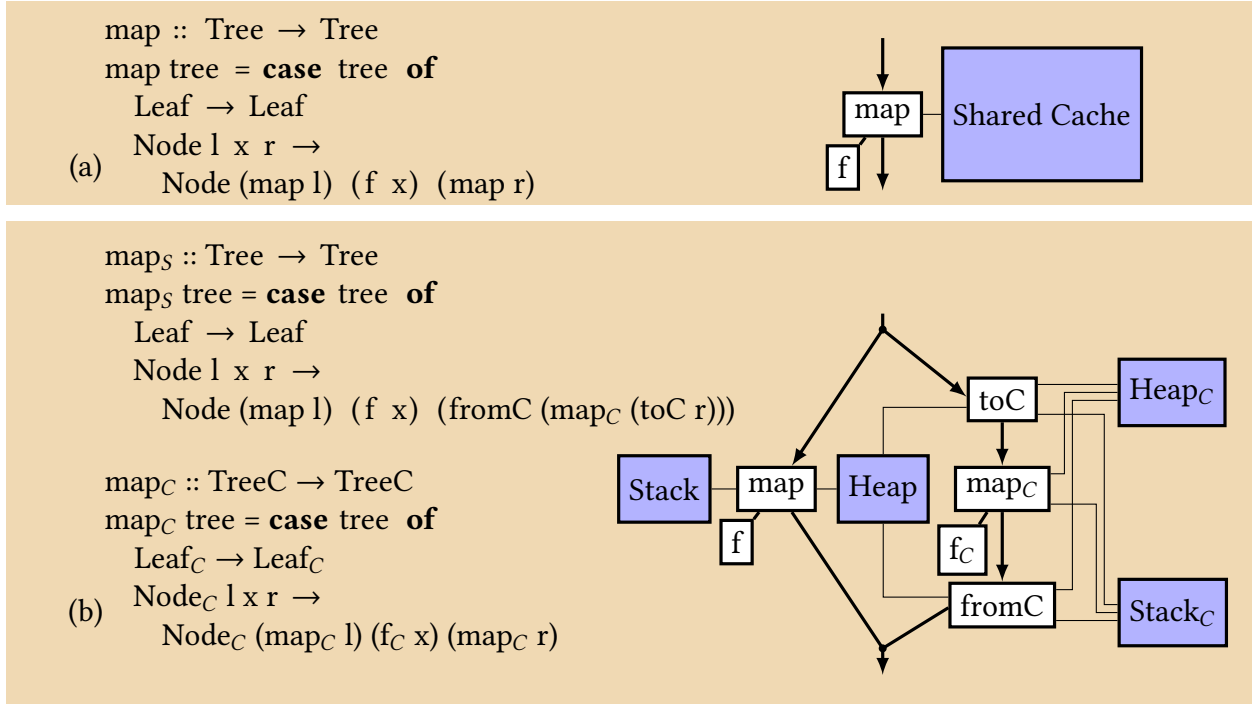 map :: Tree → Tree
map tree = case tree of
Leaf → Leaf
Node l x r →
(a) Node (map l) (f x) (map r)
map
Shared Cache
f
map_S :: Tree → Tree
map_S tree = case tree of
Leaf → Leaf
Node l x r →
Node (map l) (f x) (fromC (map_C (toC r)))
map_C :: TreeC → TreeC
map_C tree = case tree of
Leaf_C → Leaf_C
Node_C l x r →
(b) Node_C (map_C l) (f_C x) (map_C r)
toC
Heap_C
Stack
map
Heap
map_C
f
f_C
fromC
Stack_C